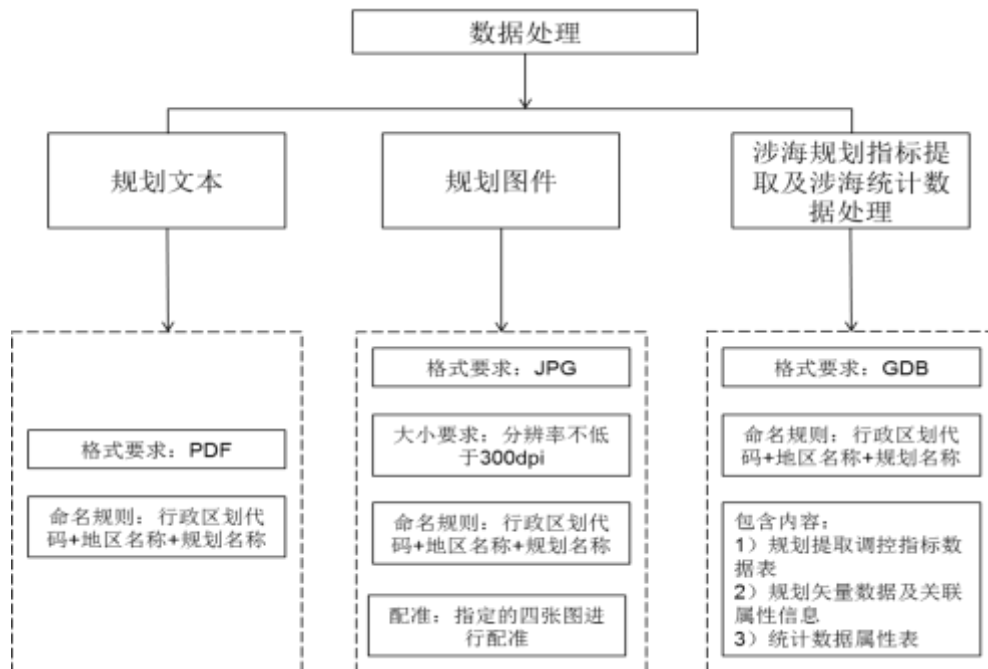 数据处理
规划文本
规划图件
涉海规划指标提
取及涉海统计数
据处理
格式要求：PDF
命名规则：行政区划代
码+地区名称+规划名称
格式要求：JPG
大小要求：分辨率不低
于300dpi
命名规则：行政区划代
码+地区名称+规划名称
配准：指定的四张图进
行配准
格式要求：GDB
命名规则：行政区划代
码+地区名称+规划名称
包含内容：
1）规划提取调控指标数
据表
2）规划矢量数据及关联
属性信息
3）统计数据属性表